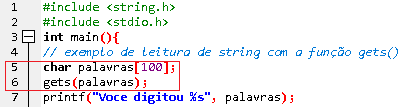 1 #include <string.h>
2 #include <stdio.h>
3 int main(){
4 // exemplo de leitura de string com a função gets()
5 char palavras[100];
6 gets(palavras);
7 printf("Voce digitou %s", palavras);